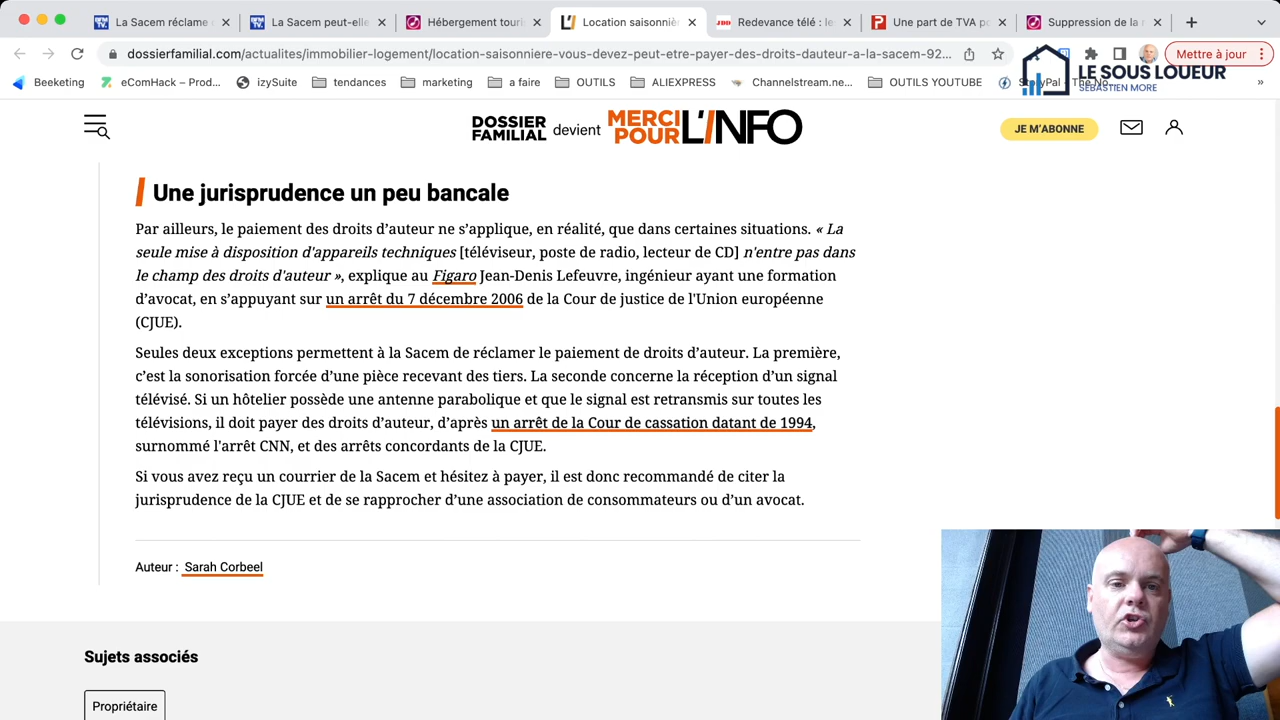 La Sacem réclame
La Sacem peut-elle
Hébergement touri
Location saisonniè
JDD
Redevance télé : le
Une part de TVA p
Suppression de la r
dossierfamilial.com/actualites/immobilier-logement/location-saisonniere-vous-devez-peut-etre-payer-des-droits-dauteur-a-la-sacem-92...
Mettre à jour
Beeketing
eComHack – Prod...
izySuite
tendances
marketing
a faire
OUTILS
ALIEXPRESS
Channelstream.ne...
OUTILS YOUTUBE
LE SOUS LOUEUR
SEBASTIEN MORE
»
DOSSIER FAMILIAL devient MERCI POUR L'INFO
JE M'ABONNE
Une jurisprudence un peu bancale
Par ailleurs, le paiement des droits d’auteur ne s’applique, en réalité, que dans certaines situations. « La
seule mise à disposition d'appareils techniques [téléviseur, poste de radio, lecteur de CD] n'entre pas dans
le champ des droits d'auteur », explique au Figaro Jean-Denis Lefeuvre, ingénieur ayant une formation
d’avocat, en s’appuyant sur un arrêt du 7 décembre 2006 de la Cour de justice de l'Union européenne
(CJUE).
Seules deux exceptions permettent à la Sacem de réclamer le paiement de droits d’auteur. La première,
c’est la sonorisation forcée d’une pièce recevant des tiers. La seconde concerne la réception d’un signal
télévisé. Si un hôtelier possède une antenne parabolique et que le signal est retransmis sur toutes les
télévisions, il doit payer des droits d’auteur, d’après un arrêt de la Cour de cassation datant de 1994,
surnommé l'arrêt CNN, et des arrêts concordants de la CJUE.
Si vous avez reçu un courrier de la Sacem et hésitez à payer, il est donc recommandé de citer la
jurisprudence de la CJUE et de se rapprocher d’une association de consommateurs ou d’un avocat.
Auteur : Sarah Corbeel
Sujets associés
Propriétaire